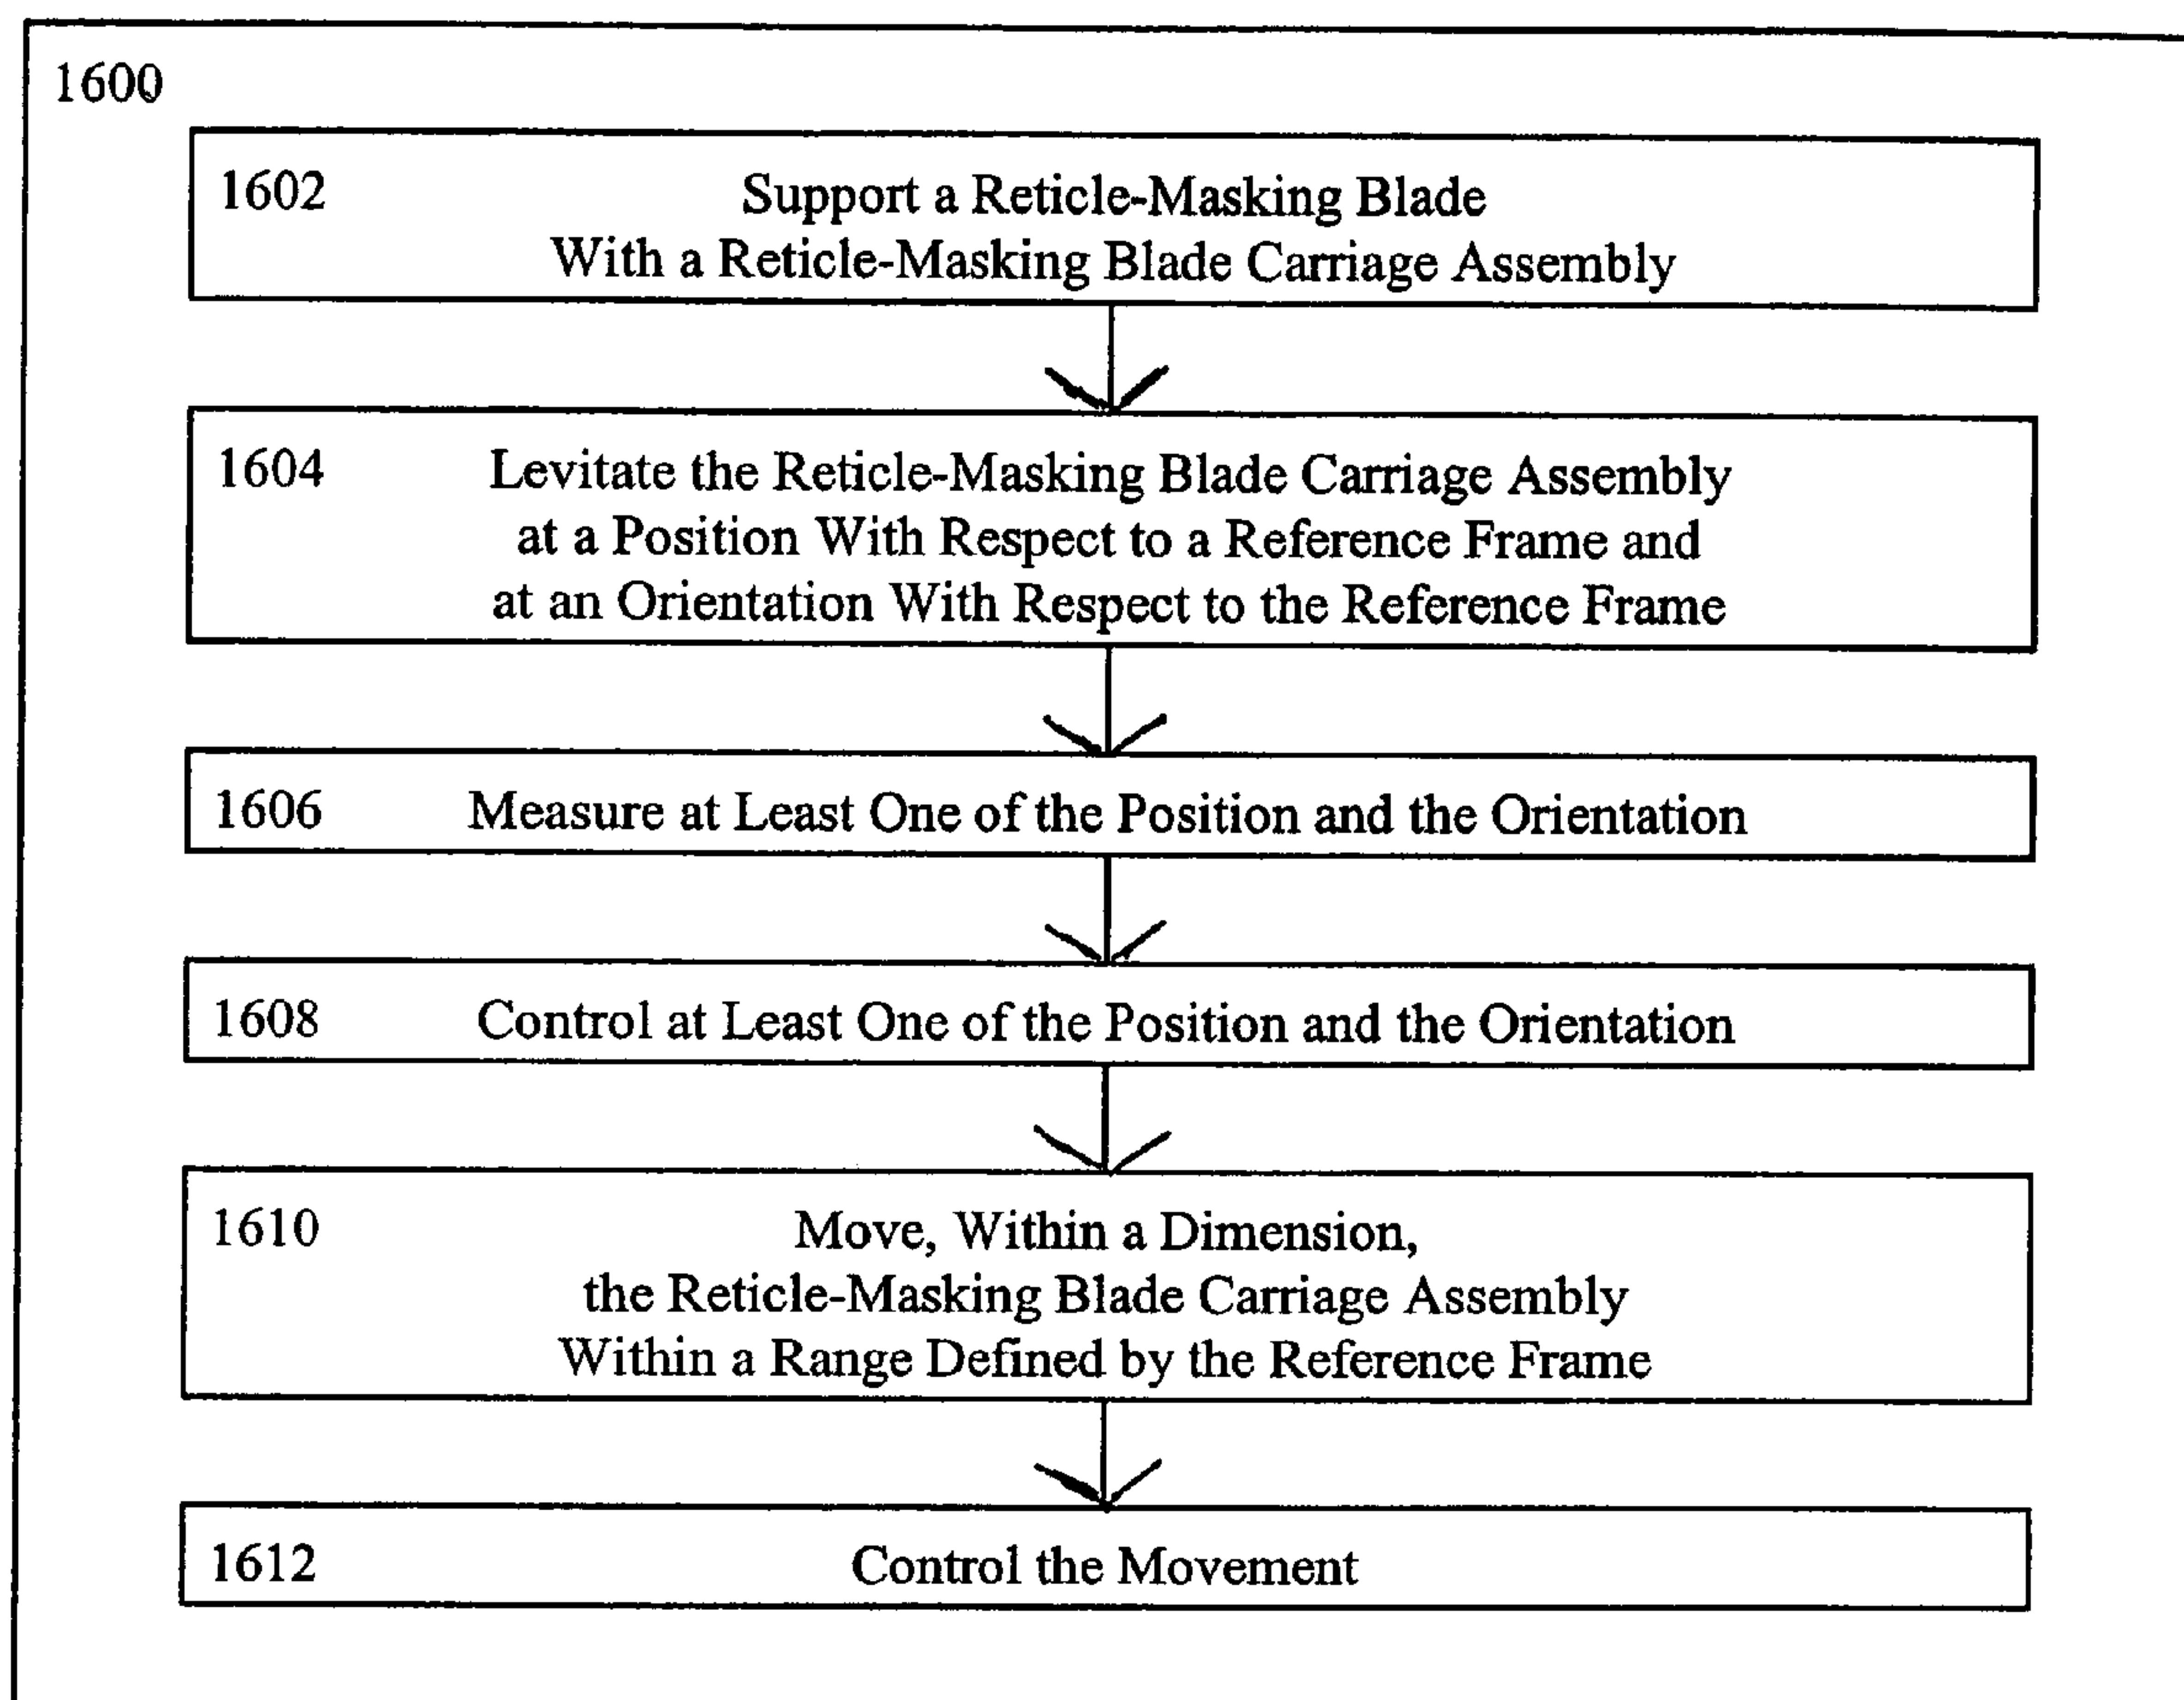 1600
1602 Support a Reticle-Masking Blade
With a Reticle-Masking Blade Carriage Assembly
1604 Levitate the Reticle-Masking Blade Carriage Assembly
at a Position With Respect to a Reference Frame and
at an Orientation With Respect to the Reference Frame
1606 Measure at Least One of the Position and the Orientation
1608 Control at Least One of the Position and the Orientation
1610 Move, Within a Dimension,
the Reticle-Masking Blade Carriage Assembly
Within a Range Defined by the Reference Frame
1612 Control the Movement